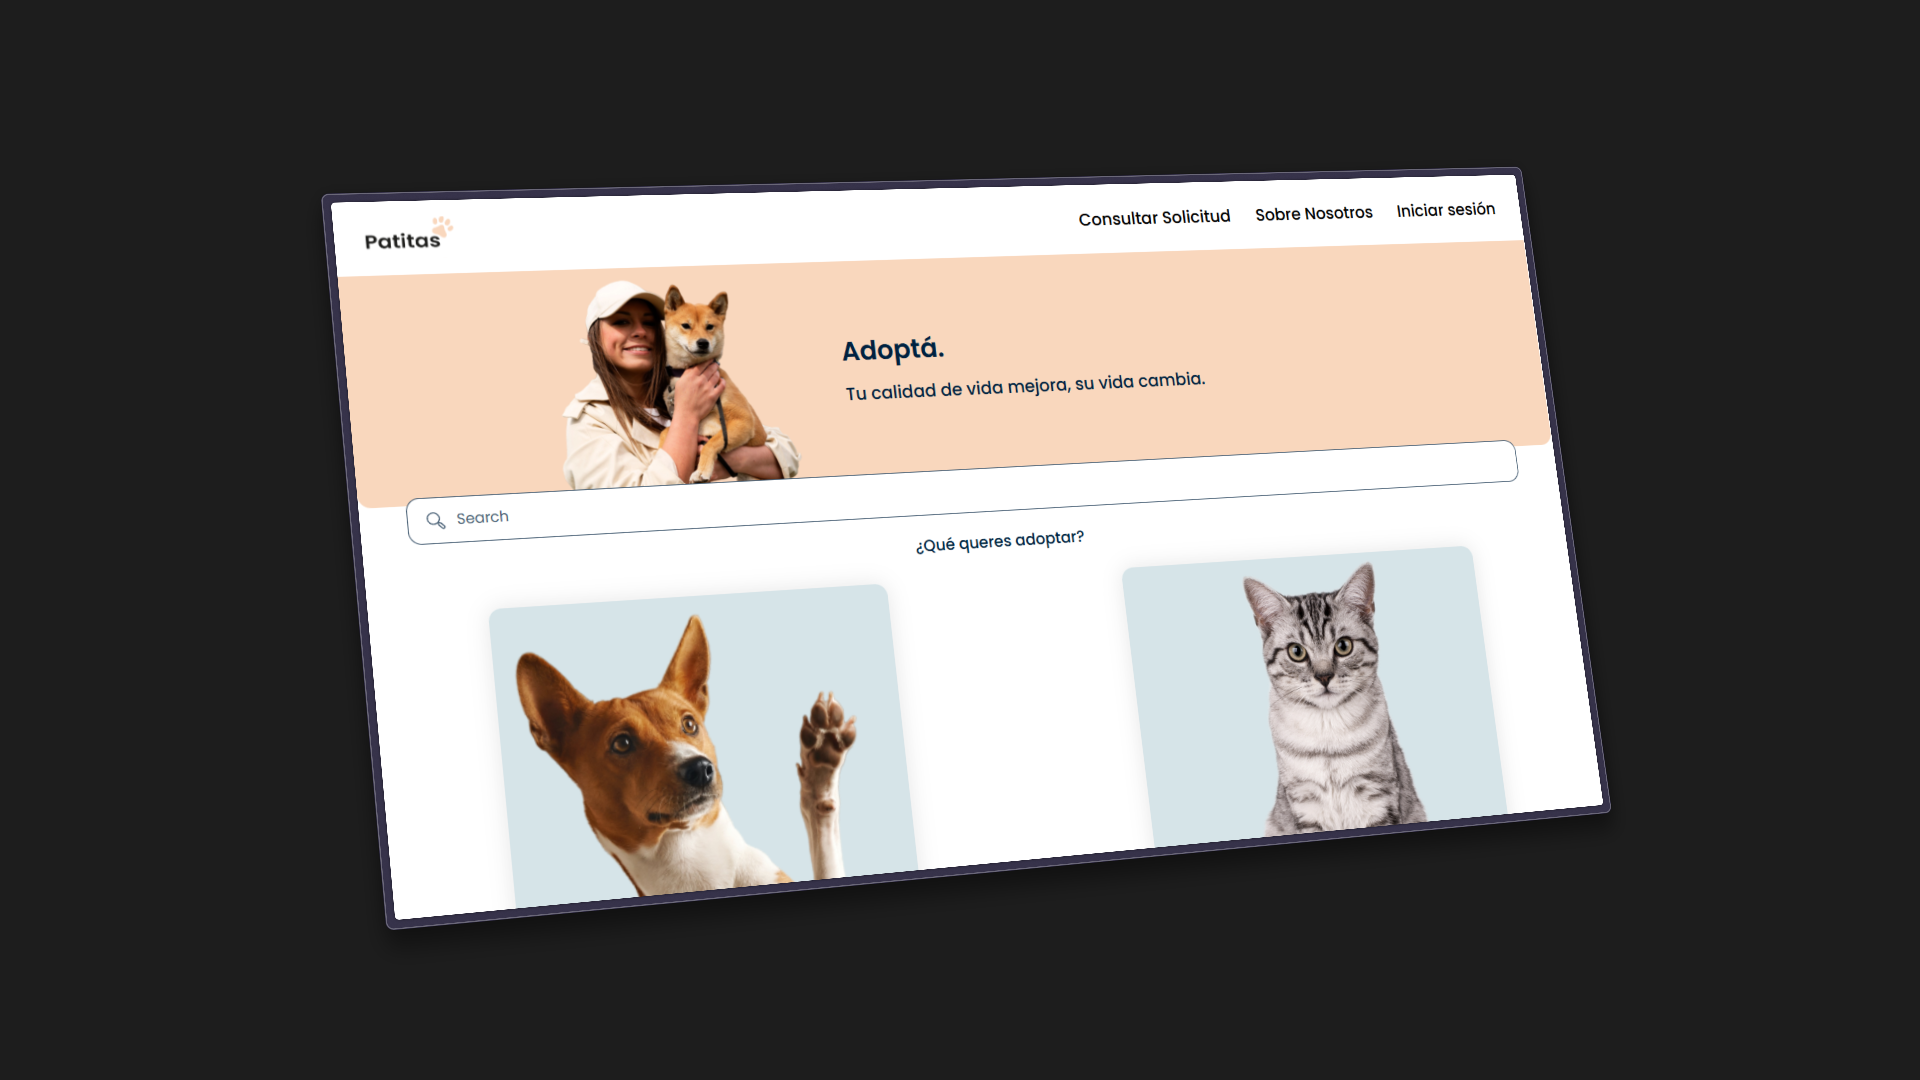 Patitas
Consultar Solicitud
Sobre Nosotros
Iniciar sesión
Adoptá.
Tu calidad de vida mejora, su vida cambia.
Search
¿Qué queres adoptar?